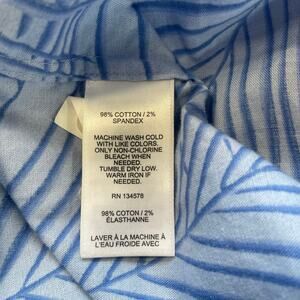 98% COTTON / 2%
SPANDEX
MACHINE WASH COLD
WITH LIKE COLORS.
ONLY NON-CHLORINE
BLEACH WHEN
NEEDED.
TUMBLE DRY LOW.
WARM IRON IF
NEEDED.
RN 134578
98% COTON / 2%
ÉLASTHANNE
LAVER À LA MACHINE À
L'EAU FROIDE AVEC